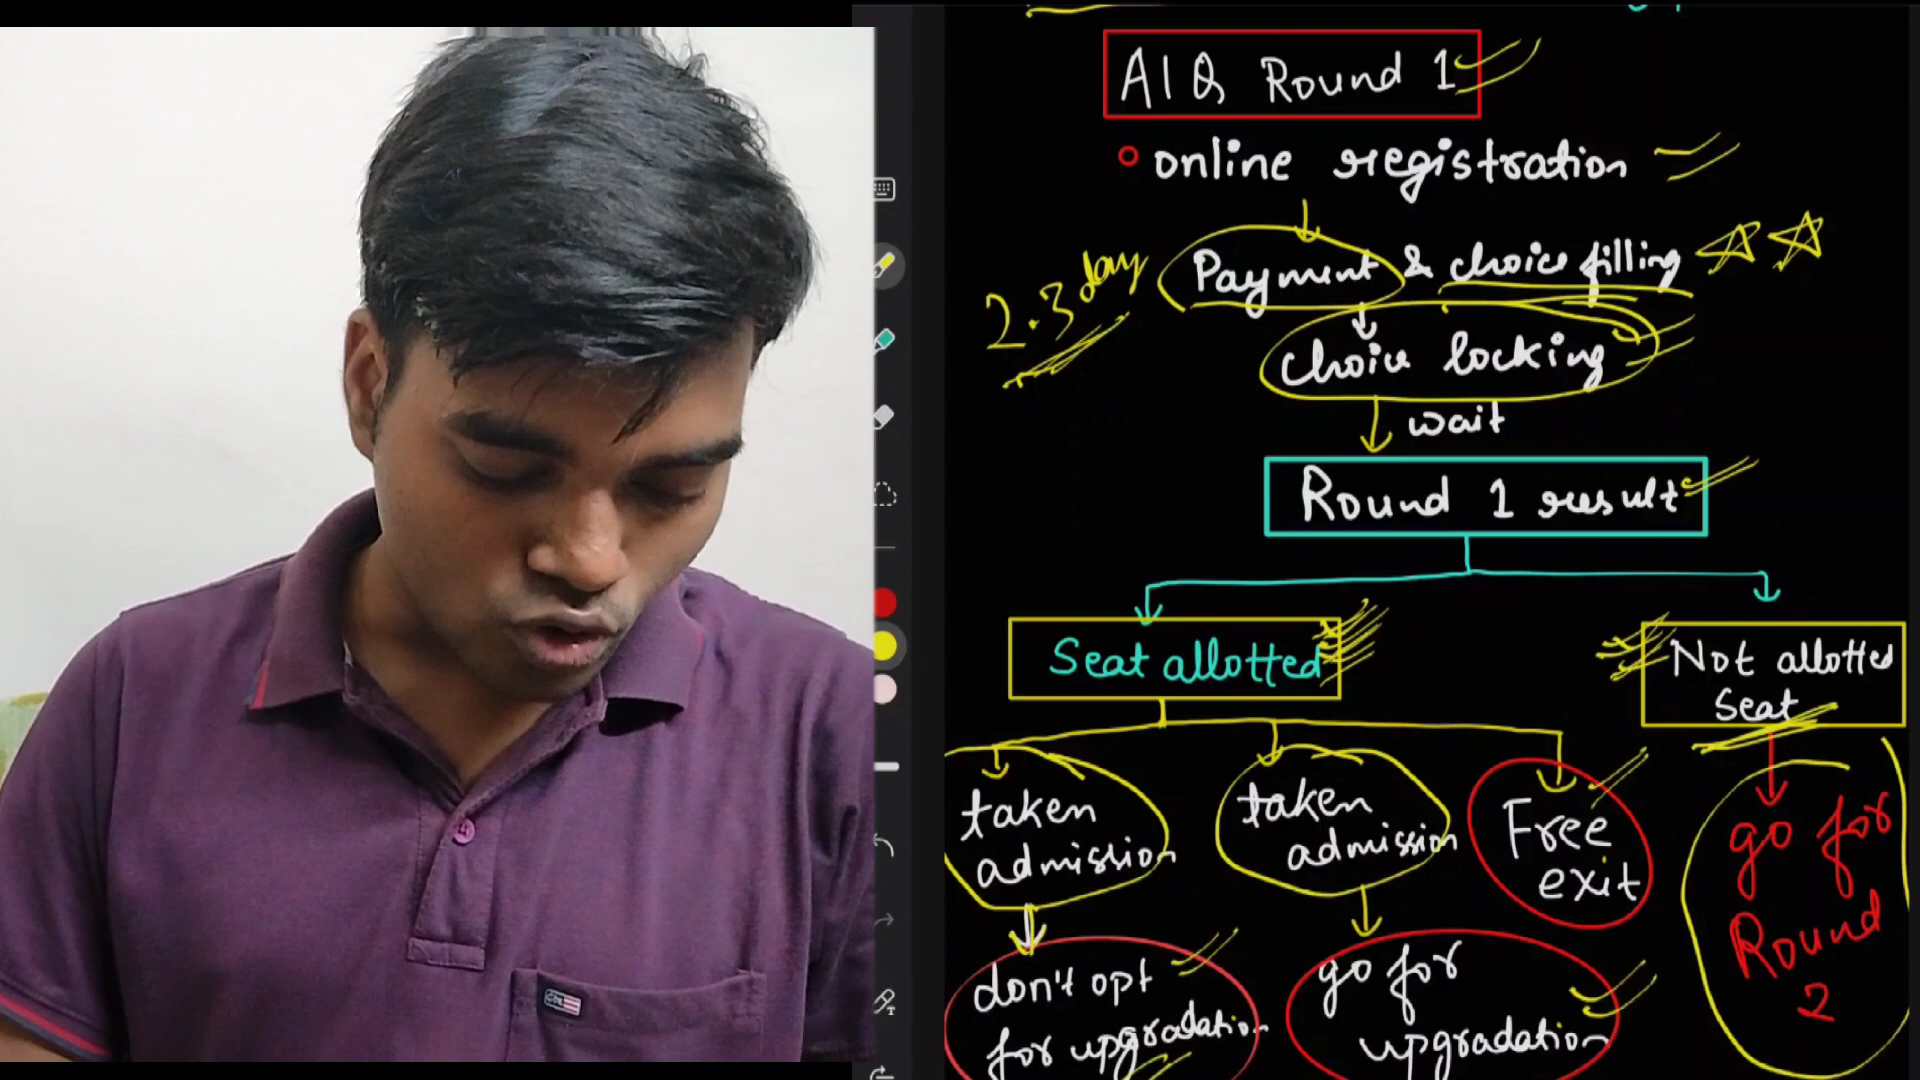 AIQ Round 1
online registration
2.3 day
Payment & choice filling
choice locking
wait
Round 1 result
Seat allotted
Not allotted
Seat
taken
admission
taken
admission
Free
exit
go for
Round
2
don't opt
for upgradation
go for
upgradation